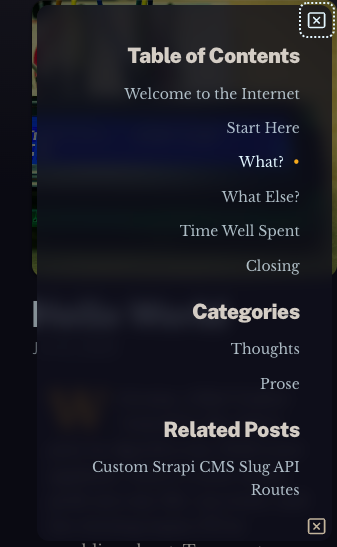 Table of Contents
Welcome to the Internet
Start Here
What?
What Else?
Time Well Spent
Closing
Categories
Thoughts
Prose
Related Posts
Custom Strapi CMS Slug API
Routes